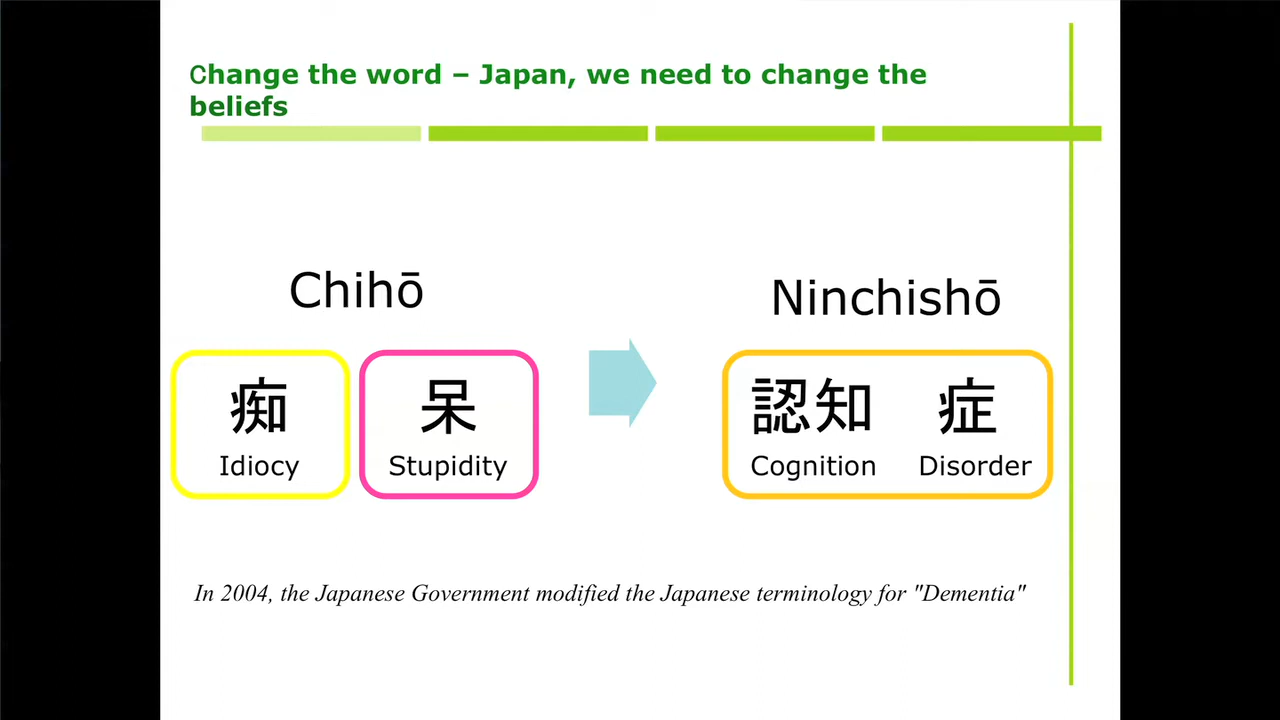 Change the word – Japan, we need to change the
beliefs
Chihō
Ninchishō
痴 呆
認知 症
Idiocy Stupidity
Cognition Disorder
In 2004, the Japanese Government modified the Japanese terminology for "Dementia"